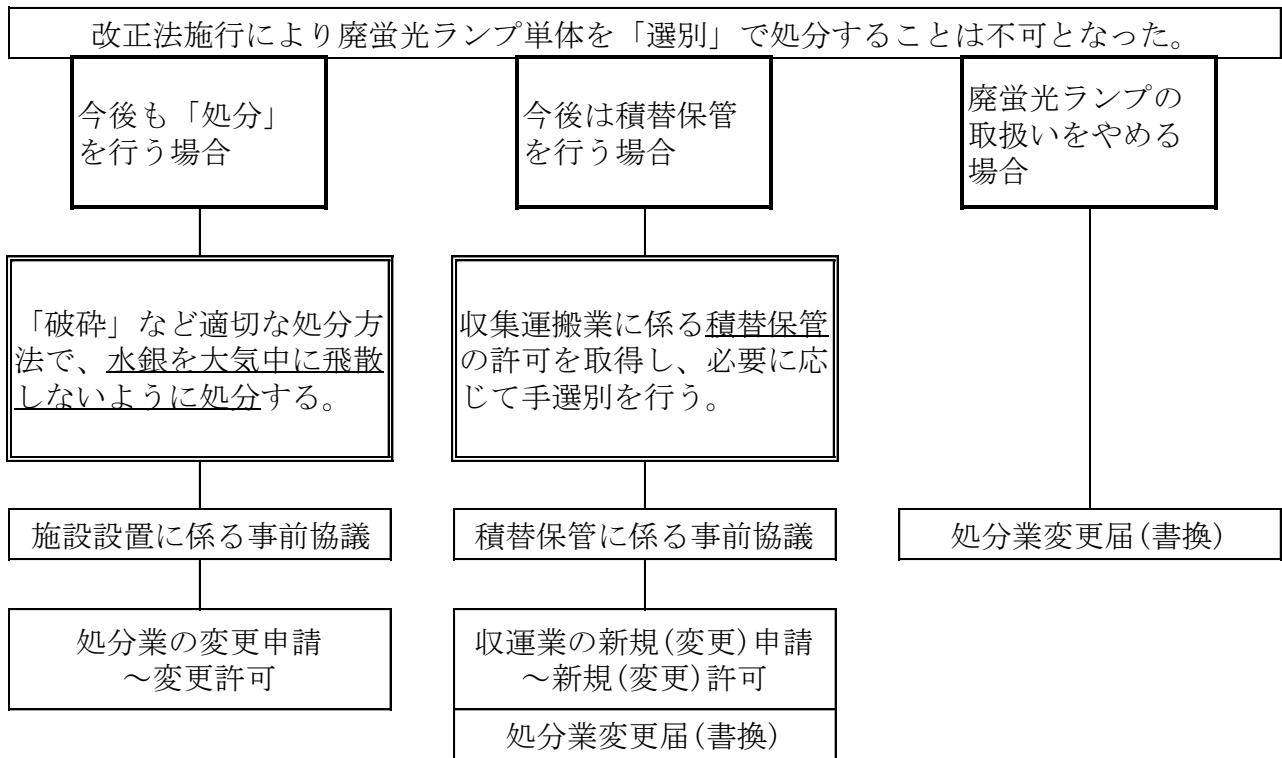 改正法施行により廃蛍光ランプ単体を「選別」で処分することは不可となった。
今後も「処分」
を行う場合
「破砕」など適切な処分方
法で、水銀を大気中に飛散
しないように処分する。
施設設置に係る事前協議
処分業の変更申請
～変更許可
今後は積替保管
を行う場合
収集運搬業に係る積替保管
の許可を取得し、必要に応
じて手選別を行う。
積替保管に係る事前協議
収運業の新規(変更)申請
～新規(変更)許可
処分業変更届(書換)
廃蛍光ランプの
取扱いをやめる
場合
処分業変更届(書換)